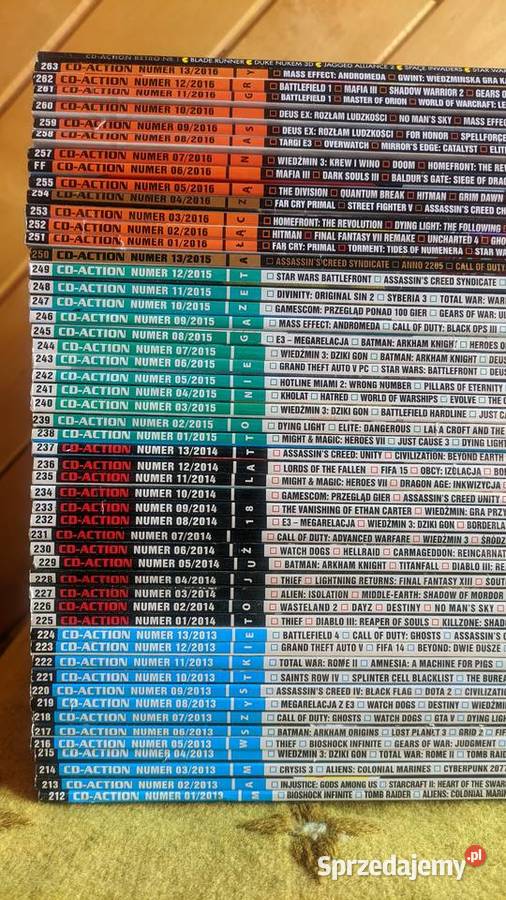 CD-ACTION RETRO NR 1 BLADE RUNNER DUKE NUKEM 3D JAGGED ALLIANCE 2 SPACE INVADERS STAR WAR
263 CD-ACTION NUMER 13/2016 Y MASS EFFECT: ANDROMEDA GWINT: WIEDŹMIŃSKA GRA K
262 CD-ACTION NUMER 12/2016 R BATTLEFIELD 1 MAFIA III SHADOW WARRIOR 2 GEARS O
261 CD-ACTION NUMER 11/2016 G BATTLEFIELD 1 MASTER OF ORION WORLD OF WARCRAFT: LE
260 CD-ACTION NUMER 10/2016 DEUS EX: ROZŁAM LUDZKOŚCI NO MAN'S SKY MASS EFFE
259 CD-ACTION NUMER 09/2016 S DEUS EX: ROZŁAM LUDZKOŚCI FOR HONOR SPELLFORCE
258 CD-ACTION NUMER 08/2016 A TARGI E3 OVERWATCH MIRROR'S EDGE: CATALYST ELIT
257 CD-ACTION NUMER 07/2016 N WIEDŹMIN 3: KREW I WINO DOOM HOMEFRONT: THE REV
FF CD-ACTION NUMER 06/2016 MAFIA III DARK SOULS III BALDUR'S GATE: SIEGE OF DRAG
255 CD-ACTION NUMER 05/2016 Ą THE DIVISION QUANTUM BREAK HITMAN GRIM DAWN
254 CD-ACTION NUMER 04/2016 Z FAR CRY PRIMAL STREET FIGHTER V ASSASSIN'S CREED CH
253 CD-ACTION NUMER 03/2016 C HOMEFRONT: THE REVOLUTION DYING LIGHT: THE FOLLOWING
252 CD-ACTION NUMER 02/2016 Ą HITMAN FINAL FANTASY VII REMAKE UNCHARTED 4 GHO
251 CD-ACTION NUMER 01/2016 Ł FAR CRY: PRIMAL TORMENT: TIDES OF NUMENERA STAR WA
250 CD-ACTION NUMER 13/2015 A ASSASSIN'S CREED SYNDICATE ANNO 2205 CALL OF DUTY
249 CD-ACTION NUMER 12/2015 T STAR WARS BATTLEFRONT ASSASSIN'S CREED SYNDICATE
248 CD-ACTION NUMER 11/2015 E DIVINITY: ORIGINAL SIN 2 SYBERIA 3 TOTAL WAR: WAR
247 CD-ACTION NUMER 10/2015 Z GAMESCOM: PRZEGLĄD PONAD 100 GIER GEARS OF WAR: UL
246 CD-ACTION NUMER 09/2015 A MASS EFFECT: ANDROMEDA CALL OF DUTY: BLACK OPS III
245 CD-ACTION NUMER 08/2015 G E3 – MEGARELACJA BATMAN: ARKHAM KNIGHT HEROES O
244 CD-ACTION NUMER 07/2015 WIEDŹMIN 3: DZIKI GON BATMAN: ARKHAM KNIGHT DEUS
243 CD-ACTION NUMER 06/2015 E GRAND THEFT AUTO V PC STAR WARS: BATTLEFRONT DEUS
242 CD-ACTION NUMER 05/2015 I HOTLINE MIAMI 2: WRONG NUMBER PILLARS OF ETERNITY
241 CD-ACTION NUMER 04/2015 N KHOLAT HATRED WORLD OF WARSHIPS EVOLVE THE O
240 CD-ACTION NUMER 03/2015 WIEDŹMIN 3: DZIKI GON BATTLEFIELD HARDLINE JUST CA
239 CD-ACTION NUMER 02/2015 O DYING LIGHT ELITE: DANGEROUS LARA CROFT AND THE
238 CD-ACTION NUMER 01/2015 T MIGHT & MAGIC: HEROES VII JUST CAUSE 3 DYING LIGH
237 CD-ACTION NUMER 13/2014 T ASSASSIN'S CREED: UNITY CIVILIZATION: BEYOND EARTH
236 CD-ACTION NUMER 12/2014 A LORDS OF THE FALLEN FIFA 15 OBCY: IZOLACJA BOR
235 CD-ACTION NUMER 11/2014 L MIGHT & MAGIC: HEROES VII DRAGON AGE: INKWIZYCJA
234 CD-ACTION NUMER 10/2014 GAMESCOM: PRZEGLĄD GIER ASSASSIN'S CREED UNITY
233 CD-ACTION NUMER 09/2014 8 THE VANISHING OF ETHAN CARTER WIEDŹMIN: GRA PRZY
232 CD-ACTION NUMER 08/2014 1 E3 – MEGARELACJA WIEDŹMIN 3: DZIKI GON BORDERLA
231 CD-ACTION NUMER 07/2014 CALL OF DUTY: ADVANCED WARFARE WIEDŹMIN 3 ŚRÓDZ
230 CD-ACTION NUMER 06/2014 Ż WATCH DOGS HELLRAID CARMAGEDDON: REINCARNAT
229 CD-ACTION NUMER 05/2014 U BATMAN: ARKHAM KNIGHT TITANFALL DIABLO III: RE
228 CD-ACTION NUMER 04/2014 J THIEF LIGHTNING RETURNS: FINAL FANTASY XIII SOUT
227 CD-ACTION NUMER 03/2014 ALIEN: ISOLATION MIDDLE-EARTH: SHADOW OF MORDOR
226 CD-ACTION NUMER 02/2014 O WASTELAND 2 DAYZ DESTINY NO MAN'S SKY
225 CD-ACTION NUMER 01/2014 T THIEF DIABLO III: REAPER OF SOULS KILLZONE: SHAD
224 CD-ACTION NUMER 13/2013 E BATTLEFIELD 4 CALL OF DUTY: GHOSTS ASSASSIN'S C
223 CD-ACTION NUMER 12/2013 I GRAND THEFT AUTO V FIFA 14 BEYOND: DWIE DUSZE
222 CD-ACTION NUMER 11/2013 K TOTAL WAR: ROME II AMNESIA: A MACHINE FOR PIGS
221 CD-ACTION NUMER 10/2013 T SAINTS ROW IV SPLINTER CELL BLACKLIST THE BUREA
220 CD-ACTION NUMER 09/2013 S ASSASSIN'S CREED IV: BLACK FLAG DOTA 2 CIVILIZATIO
219 CD-ACTION NUMER 08/2013 Y MEGARELACJA Z E3 WATCH DOGS DESTINY WIEDŹMIN
218 CD-ACTION NUMER 07/2013 Z CALL OF DUTY: GHOSTS WATCH DOGS GTA V DYING LIGH
217 CD-ACTION NUMER 06/2013 S BATMAN: ARKHAM ORIGINS LOST PLANET 3 GRID 2 FIF
216 CD-ACTION NUMER 05/2013 W THIEF BIOSHOCK INFINITE GEARS OF WAR: JUDGMENT
215 CD-ACTION NUMER 04/2013 WIEDŹMIN 3: DZIKI GON TOTAL WAR: ROME II TOMB R
214 CD-ACTION NUMER 03/2013 M CRYSIS 3 ALIENS: COLONIAL MARINES CYBERPUNK 2077
213 CD-ACTION NUMER 02/2013 A INJUSTICE: GODS AMONG US STARCRAFT II: HEART OF THE SWAR
212 CD-ACTION NUMER 01/2013 M BIOSHOCK INFINITE TOMB RAIDER ALIENS: COLONIAL MARIN
Sprzedajemy.pl